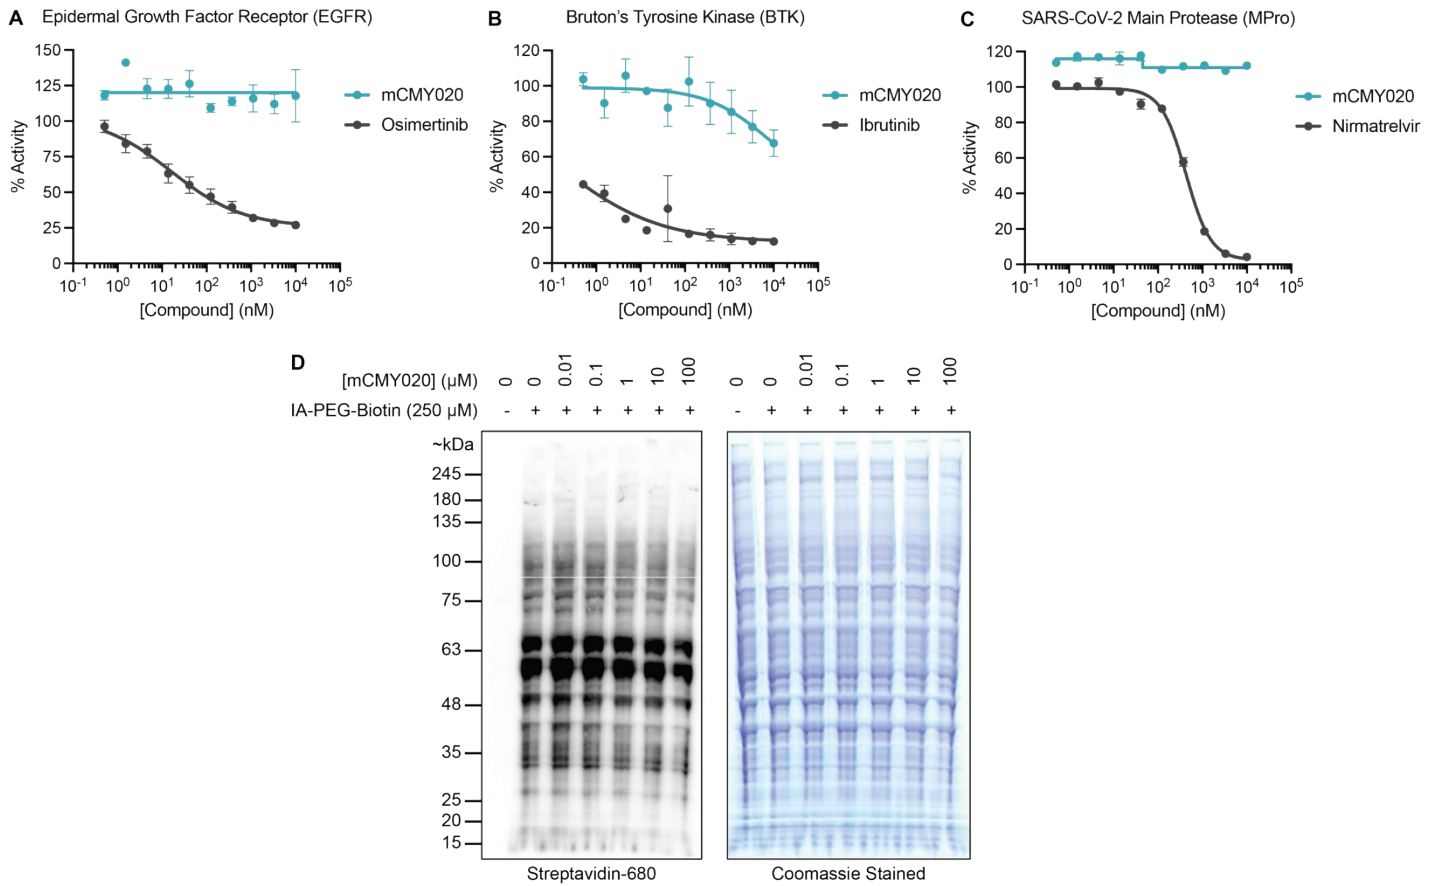 A Epidermal Growth Factor Receptor (EGFR)
150
125
100
75
50
25
0
% Activity
10-1 100 101 102 103 104 105
[Compound] (nM)
mCMY020
Osimertinib
B Bruton's Tyrosine Kinase (BTK)
120
100
80
60
40
20
0
% Activity
10-1 100 101 102 103 104 105
[Compound] (nM)
mCMY020
Ibrutinib
C SARS-CoV-2 Main Protease (MPro)
120
100
80
60
40
20
0
% Activity
10-1 100 101 102 103 104 105
[Compound] (nM)
mCMY020
Nirmatrelvir
D
[mCMY020] (µM) 0 0 0.01 0.1 1 10 100 0 0 0.01 0.1 1 10 100
IA-PEG-Biotin (250 µM) - + + + + + + - + + + + + +
~kDa
245
180
135
100
75
63
48
35
25
20
15
Streptavidin-680 Coomassie Stained